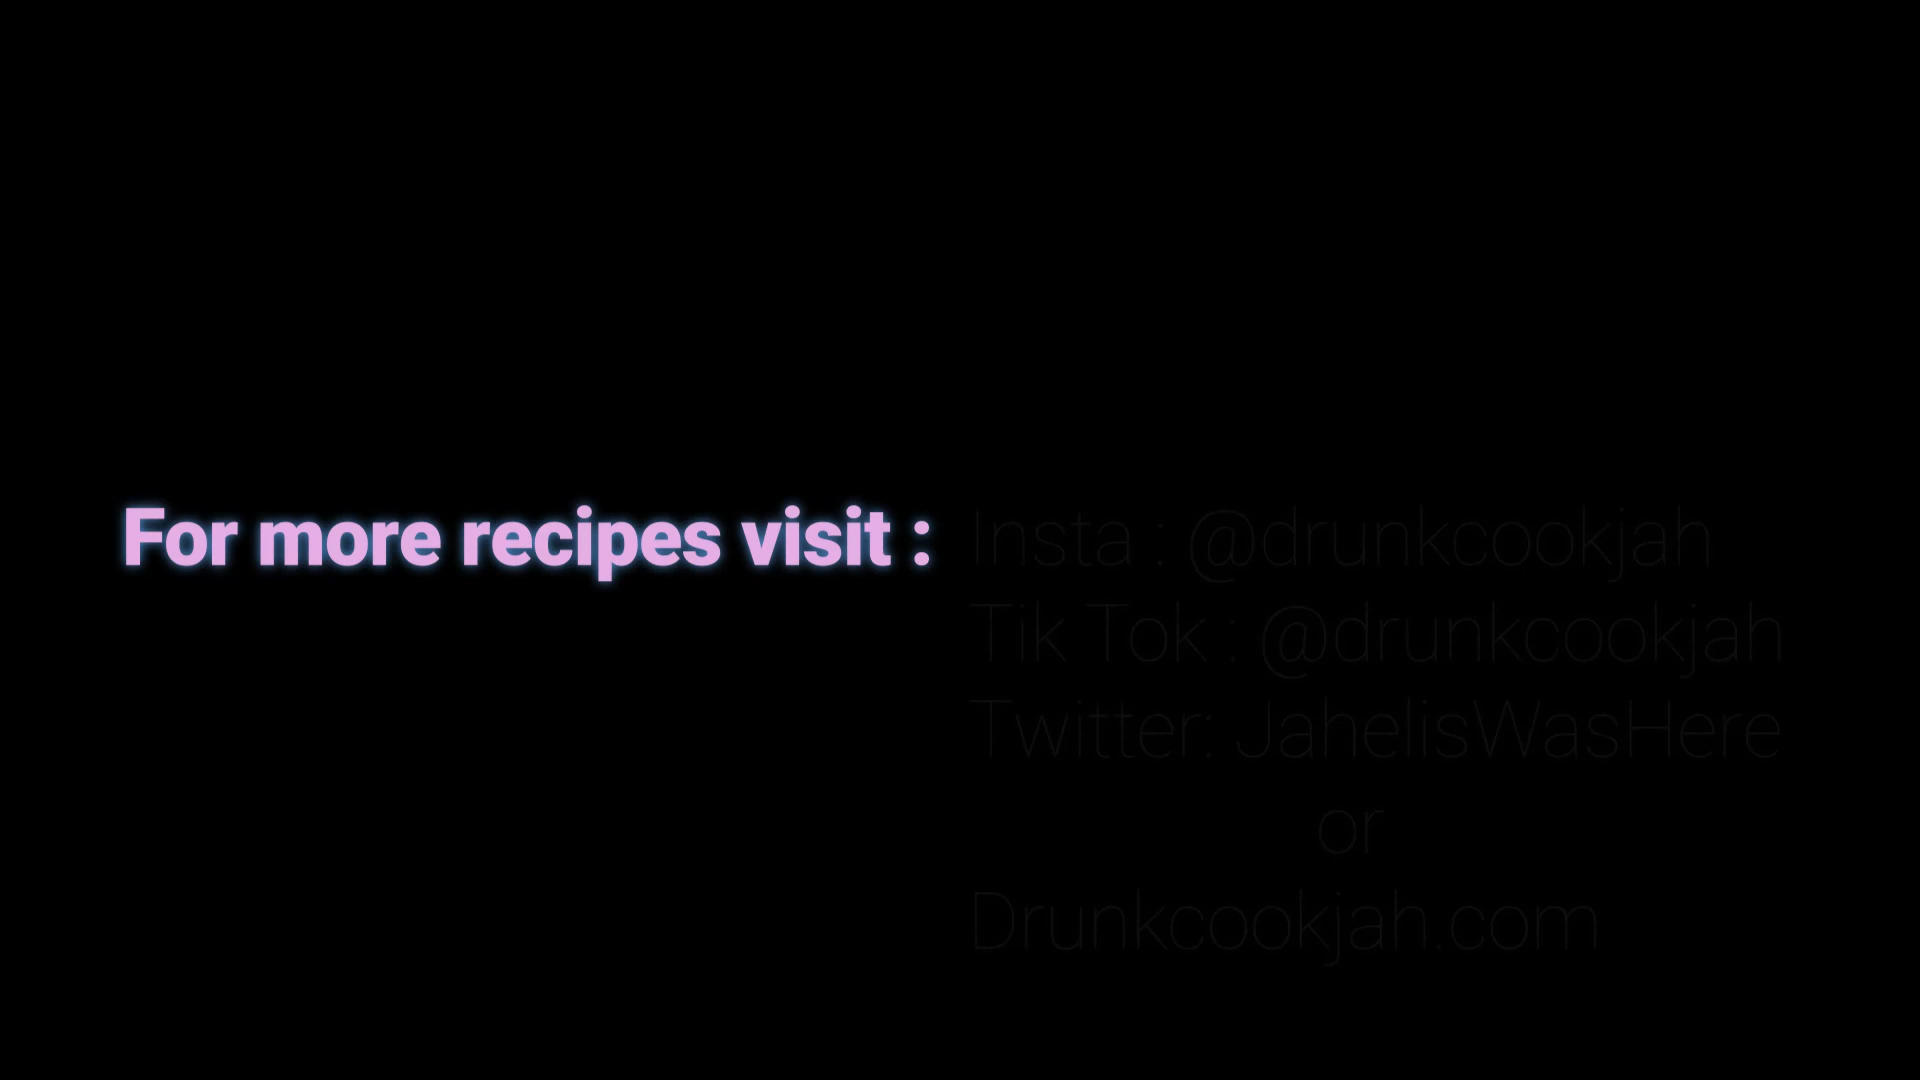 For more recipes visit : Insta : @drunkcookjah
Tik Tok : @drunkcookjah
Twitter: JahelisWasHere
or
Drunkcookjah.com